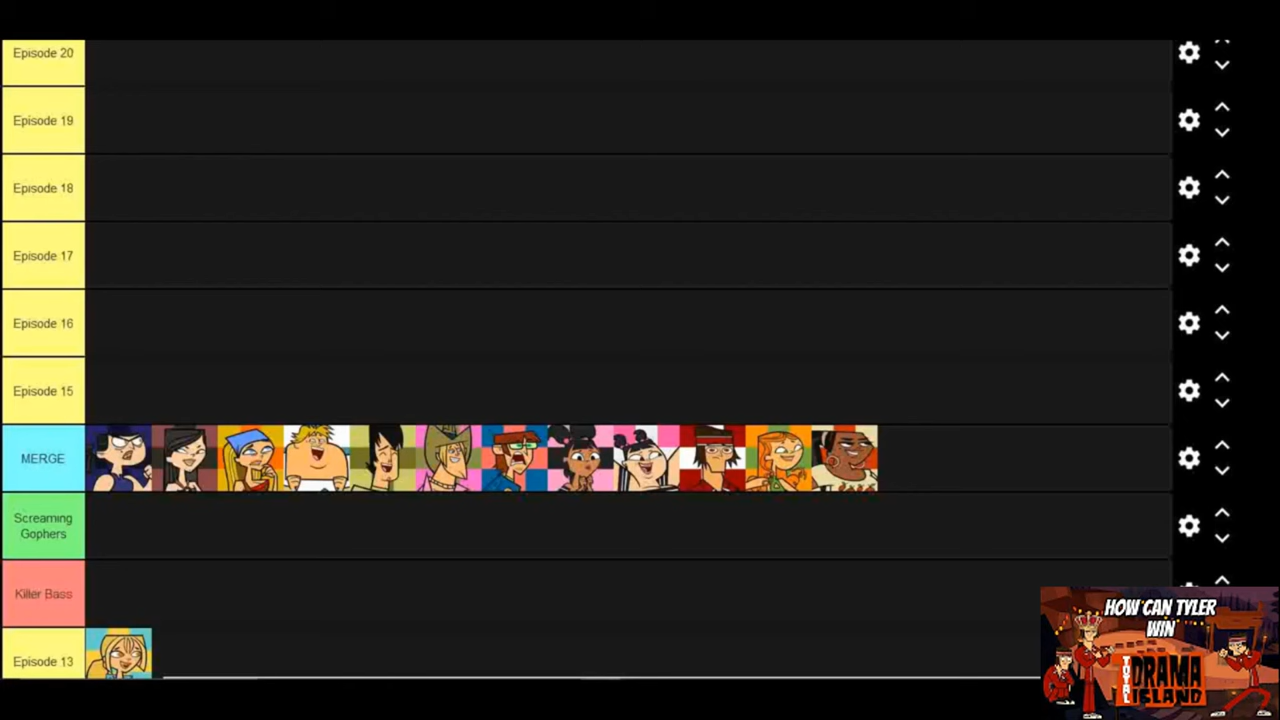 Episode 20
Episode 19
Episode 18
Episode 17
Episode 16
Episode 15
MERGE
Screaming
Gophers
Killer Bass
Episode 13
HOW CAN TYLER
WIN
TOTAL
DRAMA
ISLAND